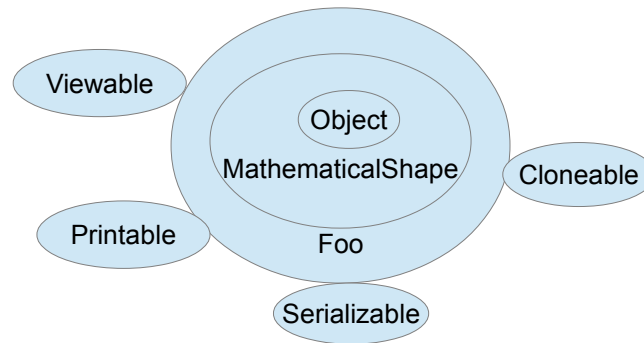 Viewable
Object
MathematicalShape
Cloneable
Printable
Foo
Serializable